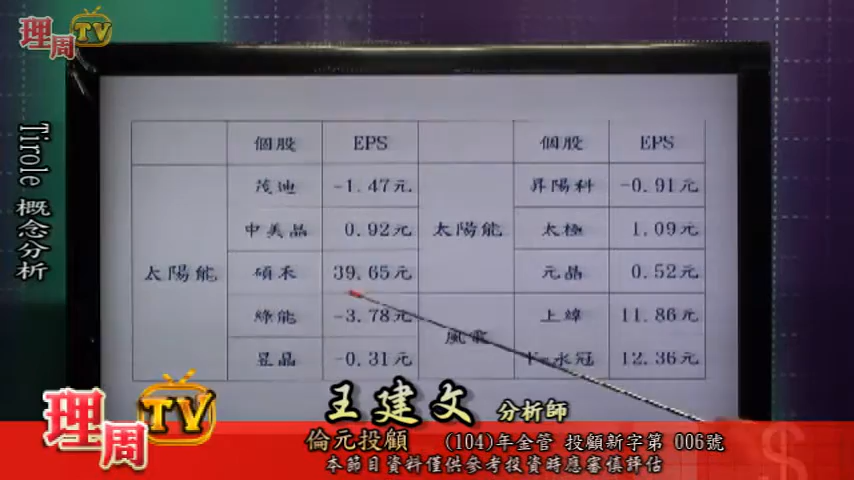 理周TV
Tirole 概念分析
個股 EPS 個股 EPS
太陽能 茂迪 -1.47元 太陽能 昇陽科 -0.91元
中美晶 0.92元 太極 1.09元
碩禾 39.65元 元晶 0.52元
綠能 -3.78元 風電 上緯 11.86元
昱晶 -0.31元 永冠 12.36元
理周TV
王建文 分析師
倫元投顧 (104)年金管 投顧新字第 006號
本節目資料僅供參考投資時應審慎評估